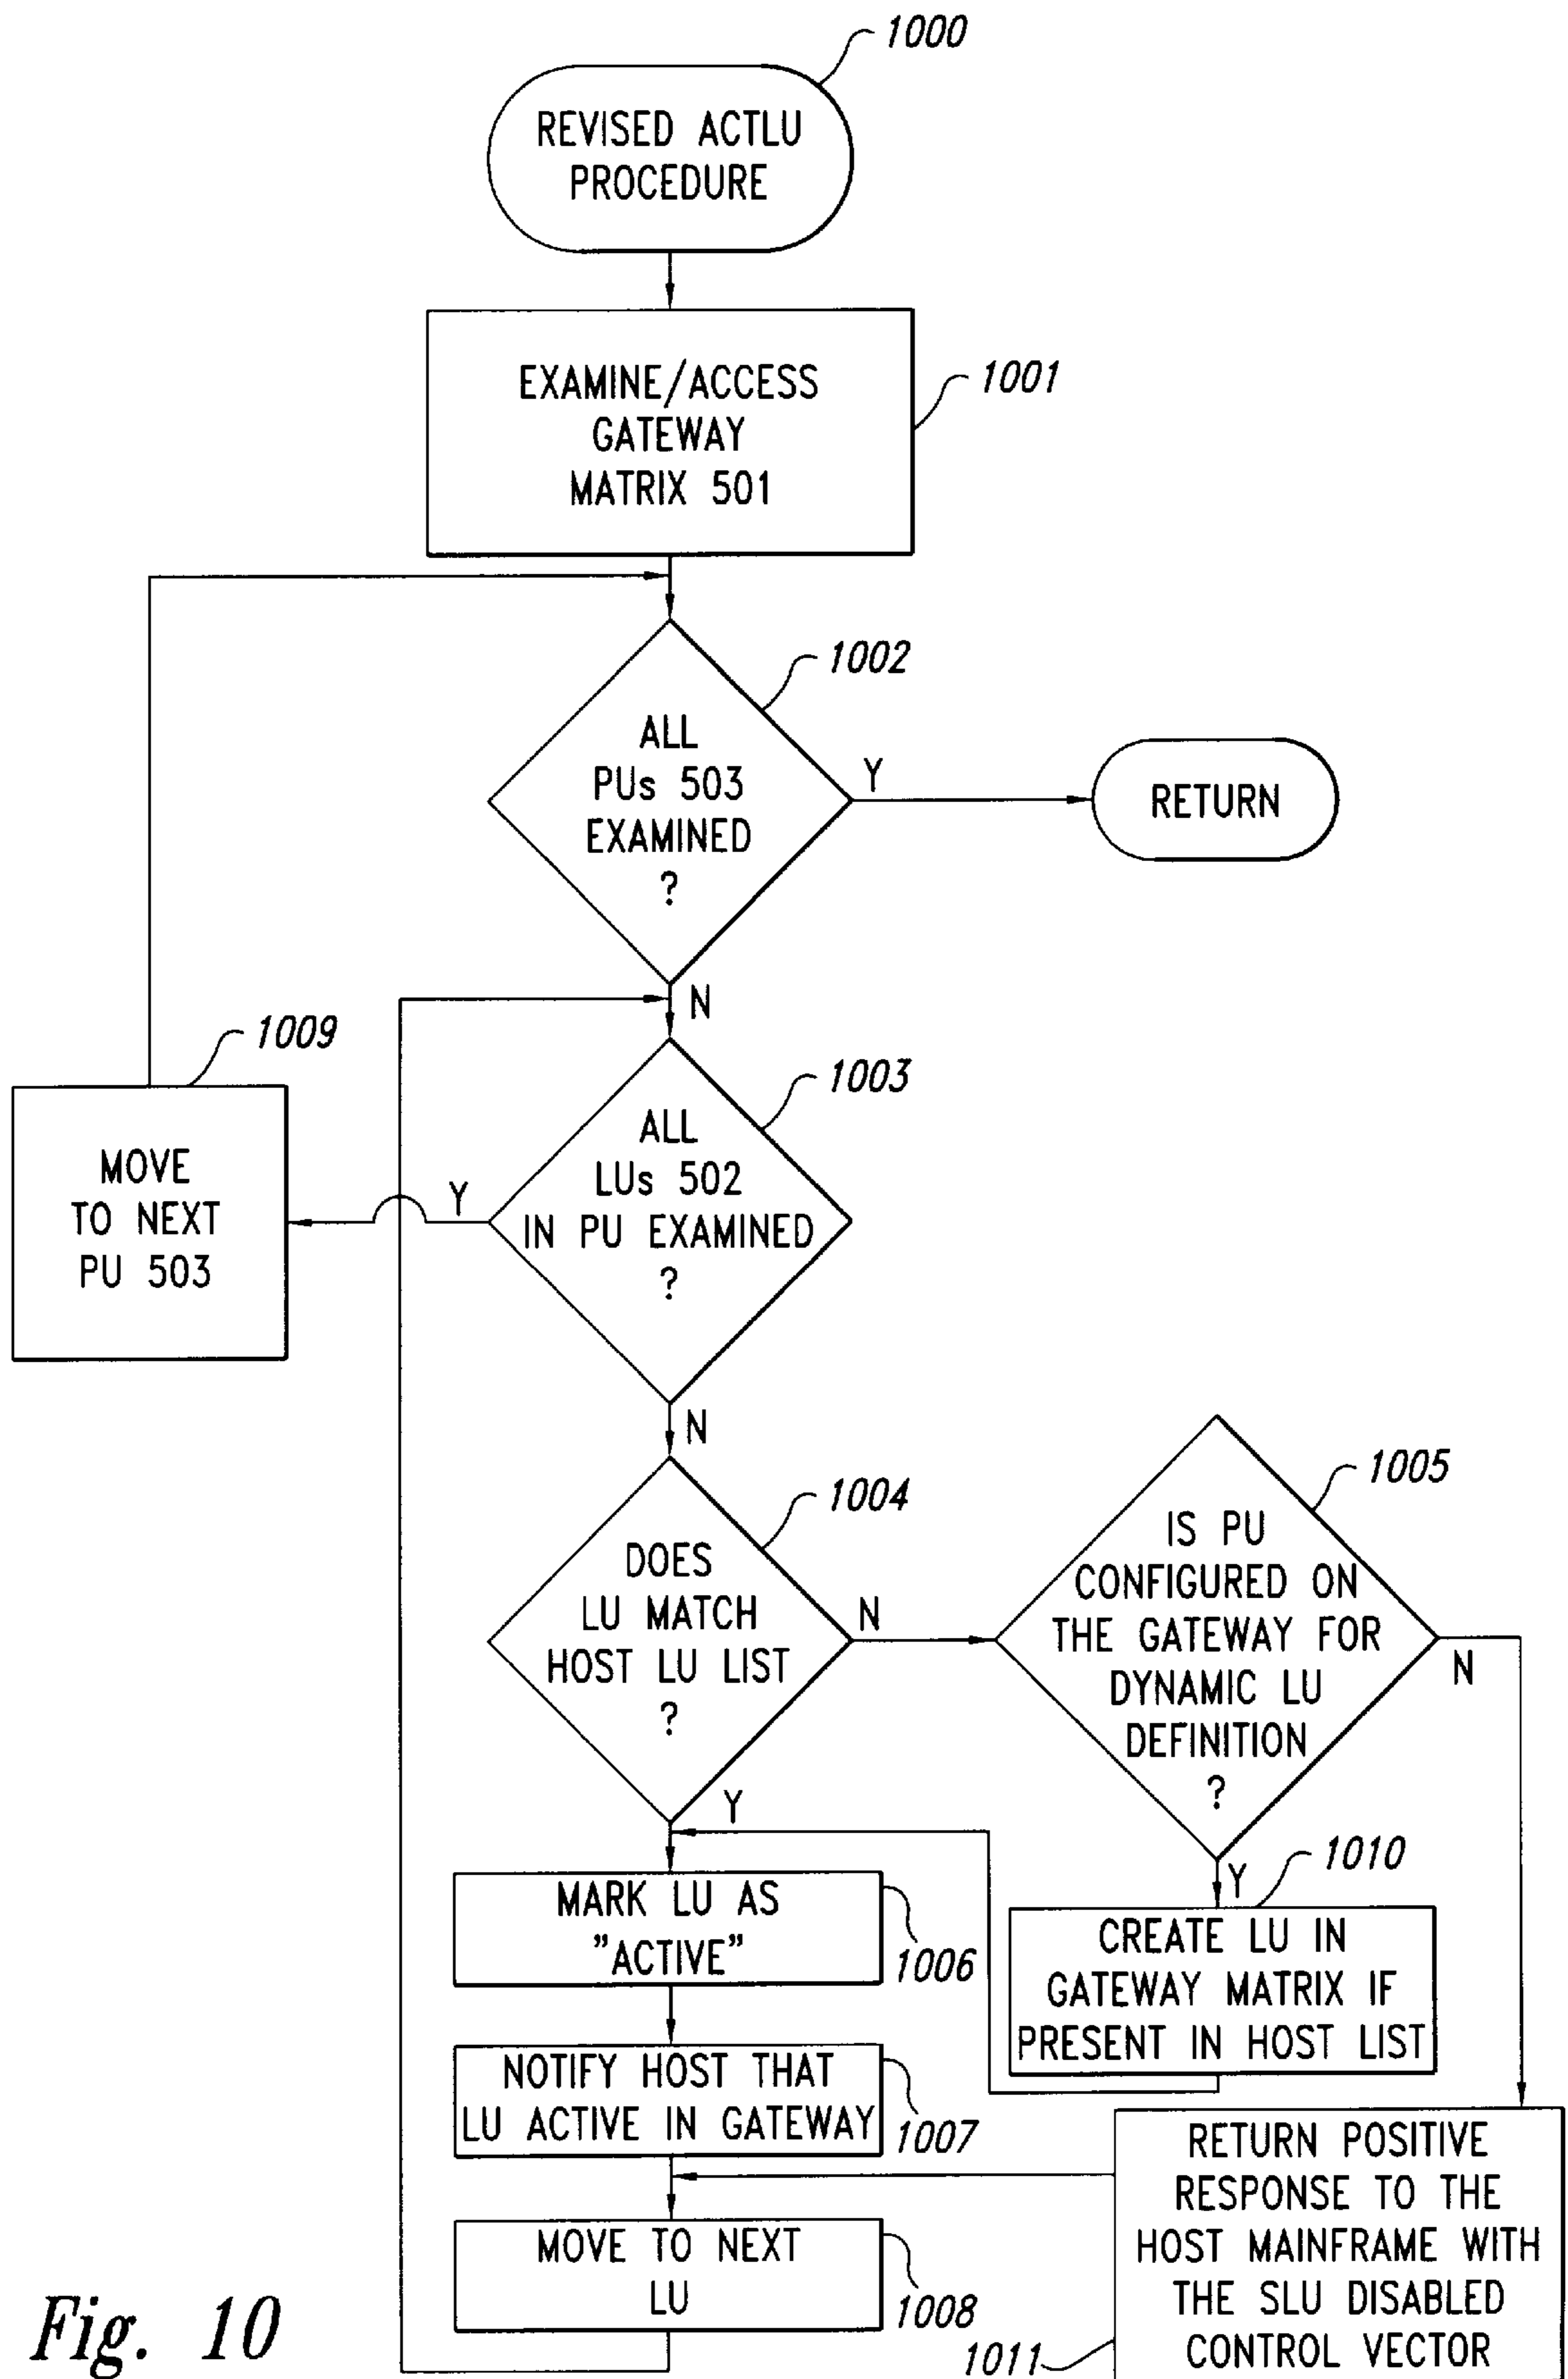 1000
REVISED ACTLU
PROCEDURE
EXAMINE/ACCESS
GATEWAY
MATRIX 501
1001
1002
ALL
PUs 503
EXAMINED
?
Y
RETURN
N
1009
MOVE
TO NEXT
PU 503
1003
ALL
LUs 502
IN PU EXAMINED
?
Y
N
1004
DOES
LU MATCH
HOST LU LIST
?
N
Y
1005
IS PU
CONFIGURED ON
THE GATEWAY FOR
DYNAMIC LU
DEFINITION
?
N
Y
1010
CREATE LU IN
GATEWAY MATRIX IF
PRESENT IN HOST LIST
MARK LU AS
"ACTIVE"
1006
NOTIFY HOST THAT
LU ACTIVE IN GATEWAY
1007
MOVE TO NEXT
LU
1008
RETURN POSITIVE
RESPONSE TO THE
HOST MAINFRAME WITH
THE SLU DISABLED
CONTROL VECTOR
1011
Fig. 10